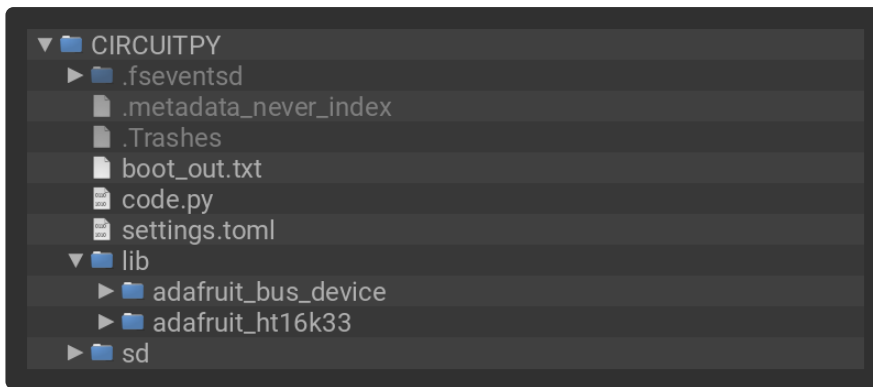 CIRCUITPY
.fseventsd
.metadata_never_index
.Trashes
boot_out.txt
code.py
settings.toml
lib
adafruit_bus_device
adafruit_ht16k33
sd